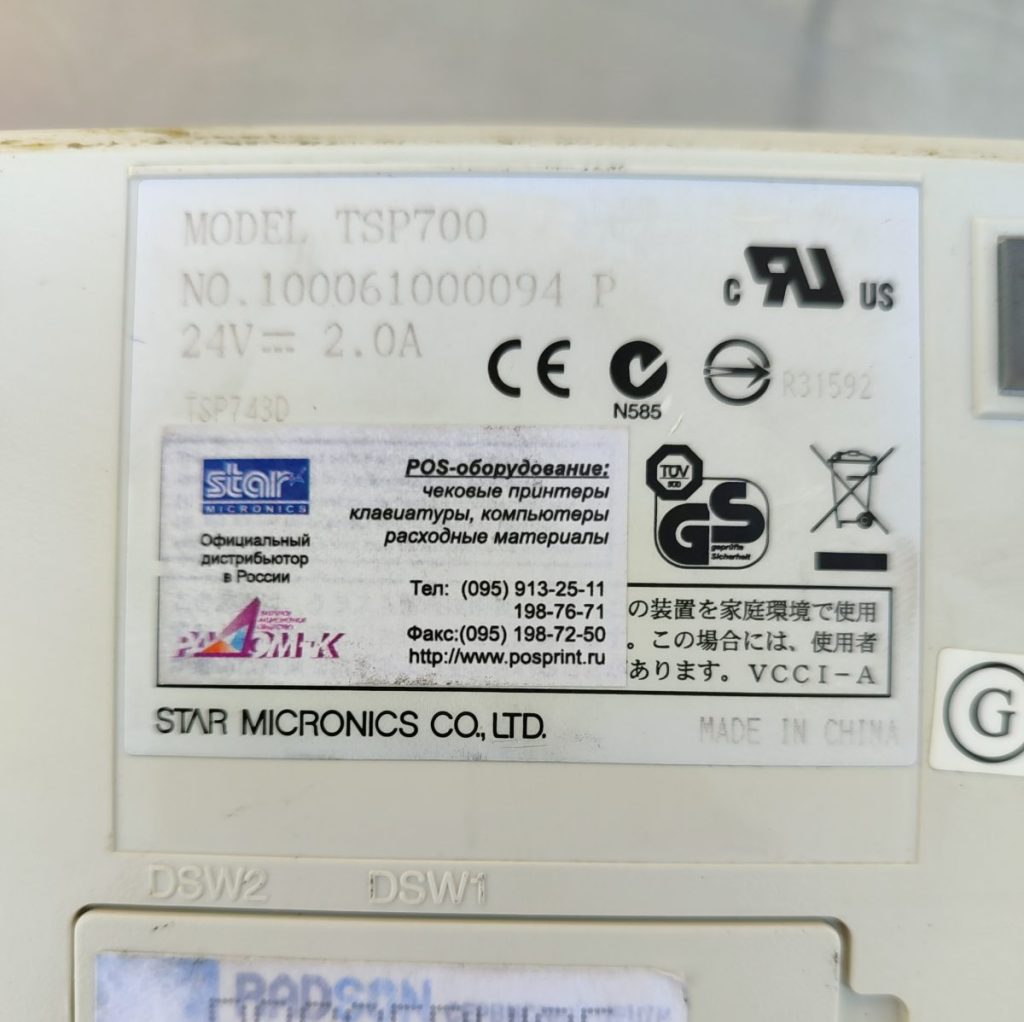 MODEL TSP700
NO.100061000094 P
24V⎓ 2.0A
C RU US
CE
N585
R31592
TSP743D
star
MICRONICS
Официальный
дистрибьютор
в России
POS-оборудование:
чековые принтеры
клавиатуры, компьютеры
расходные материалы
Тел: (095) 913-25-11
198-76-71
Факс:(095) 198-72-50
http://www.posprint.ru
TÜV
GS
geprüfte
Sicherheit
の装置を家庭環境で使用
。この場合には、使用者
あります。VCCI-A
STAR MICRONICS CO., LTD.
MADE IN CHINA
G
DSW2 DSW1